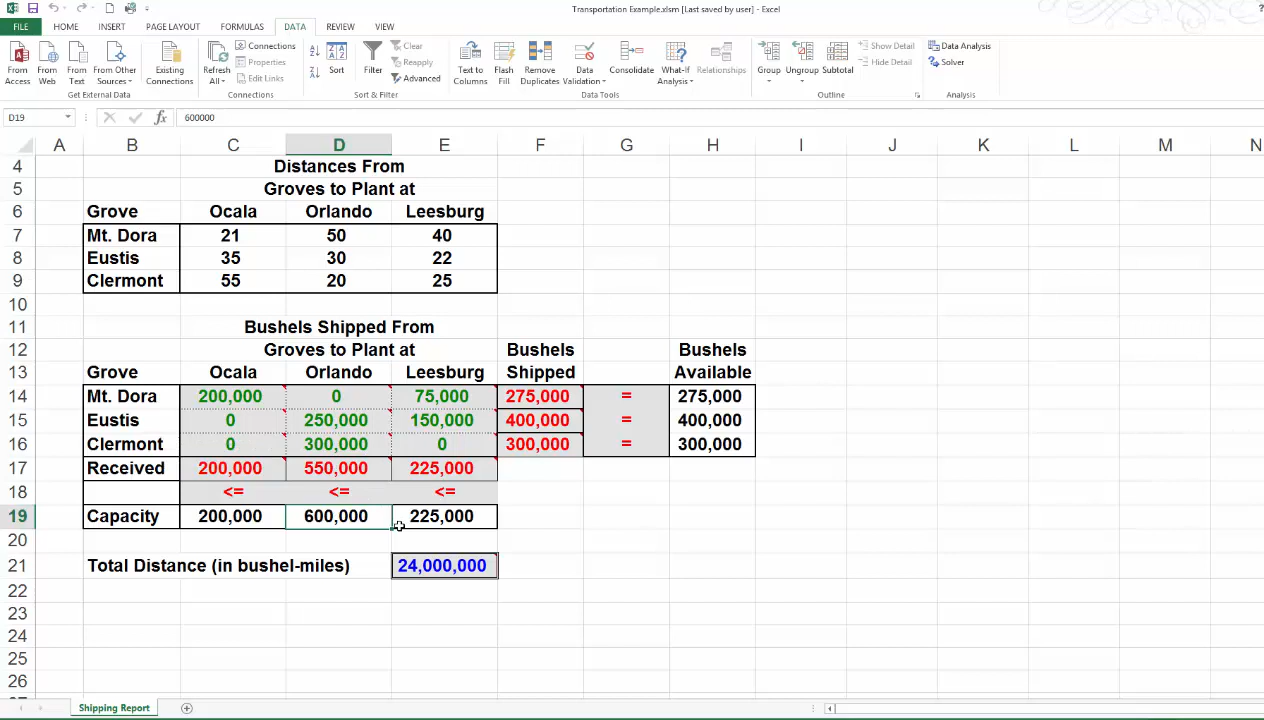 Transportation Example.xlsm [Last saved by user] - Excel
FILE HOME INSERT PAGE LAYOUT FORMULAS DATA REVIEW VIEW
From Access
From Web
From Text
From Other Sources
Existing Connections
Get External Data
Refresh All
Connections
Properties
Edit Links
Connections
Sort
Filter
Clear
Reapply
Advanced
Sort & Filter
Text to Columns
Flash Fill
Remove Duplicates
Data Validation
Consolidate
What-If Analysis
Relationships
Data Tools
Group
Ungroup
Subtotal
Show Detail
Hide Detail
Outline
Data Analysis
Solver
Analysis
D19 fx 600000
A B C D E F G H I J K L M N
4 Distances From
5 Groves to Plant at
6 Grove Ocala Orlando Leesburg
7 Mt. Dora 21 50 40
8 Eustis 35 30 22
9 Clermont 55 20 25
10
11 Bushels Shipped From
12 Groves to Plant at Bushels Bushels
13 Grove Ocala Orlando Leesburg Shipped Available
14 Mt. Dora 200,000 0 75,000 275,000 = 275,000
15 Eustis 0 250,000 150,000 400,000 = 400,000
16 Clermont 0 300,000 0 300,000 = 300,000
17 Received 200,000 550,000 225,000
18 <= <= <=
19 Capacity 200,000 600,000 225,000
20
21 Total Distance (in bushel-miles) 24,000,000
22
23
24
25
26
Shipping Report